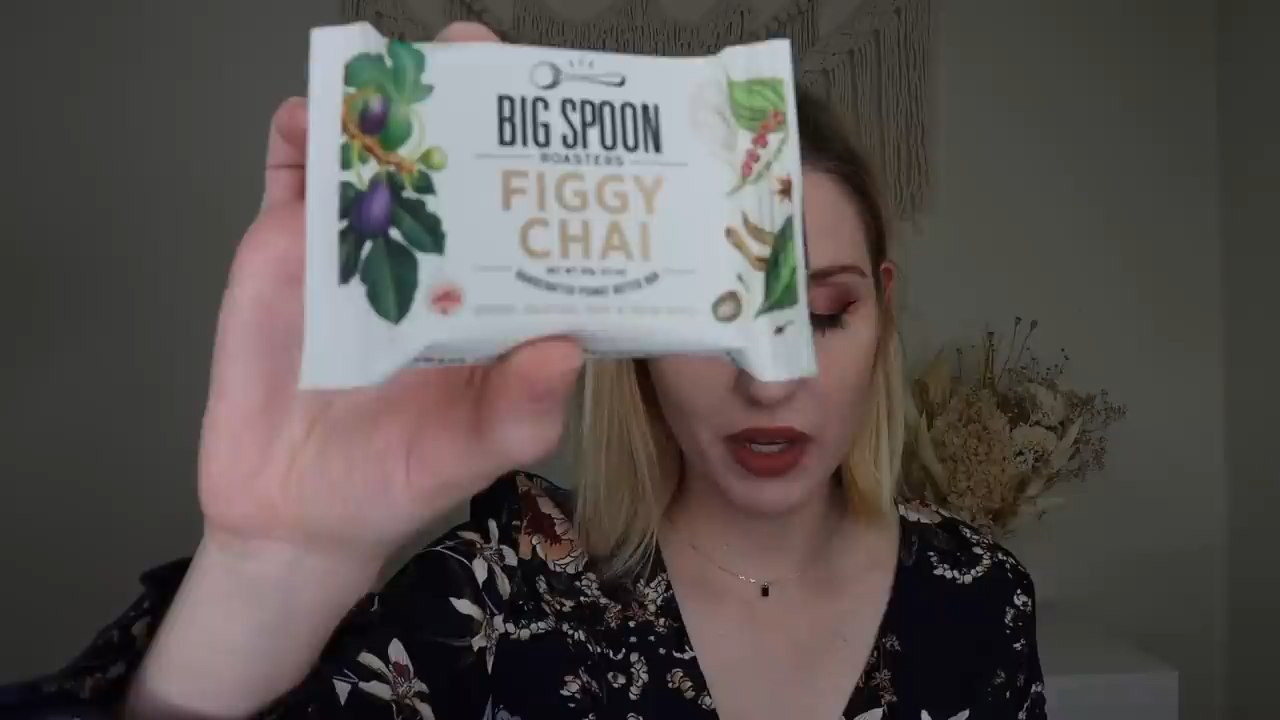 BIG SPOON
ROASTERS
FIGGY
CHAI
HANDCRAFTED PEANUT BUTTER BAR